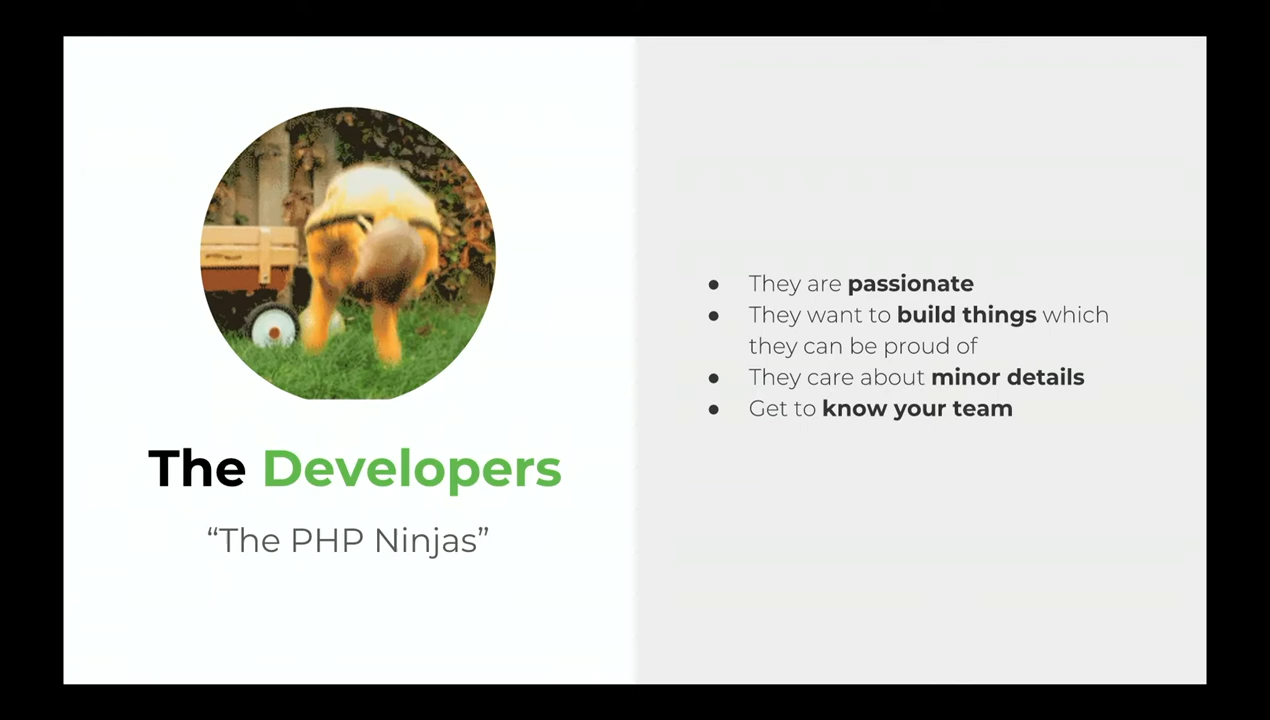 The Developers
“The PHP Ninjas”
● They are passionate
● They want to build things which
they can be proud of
● They care about minor details
● Get to know your team